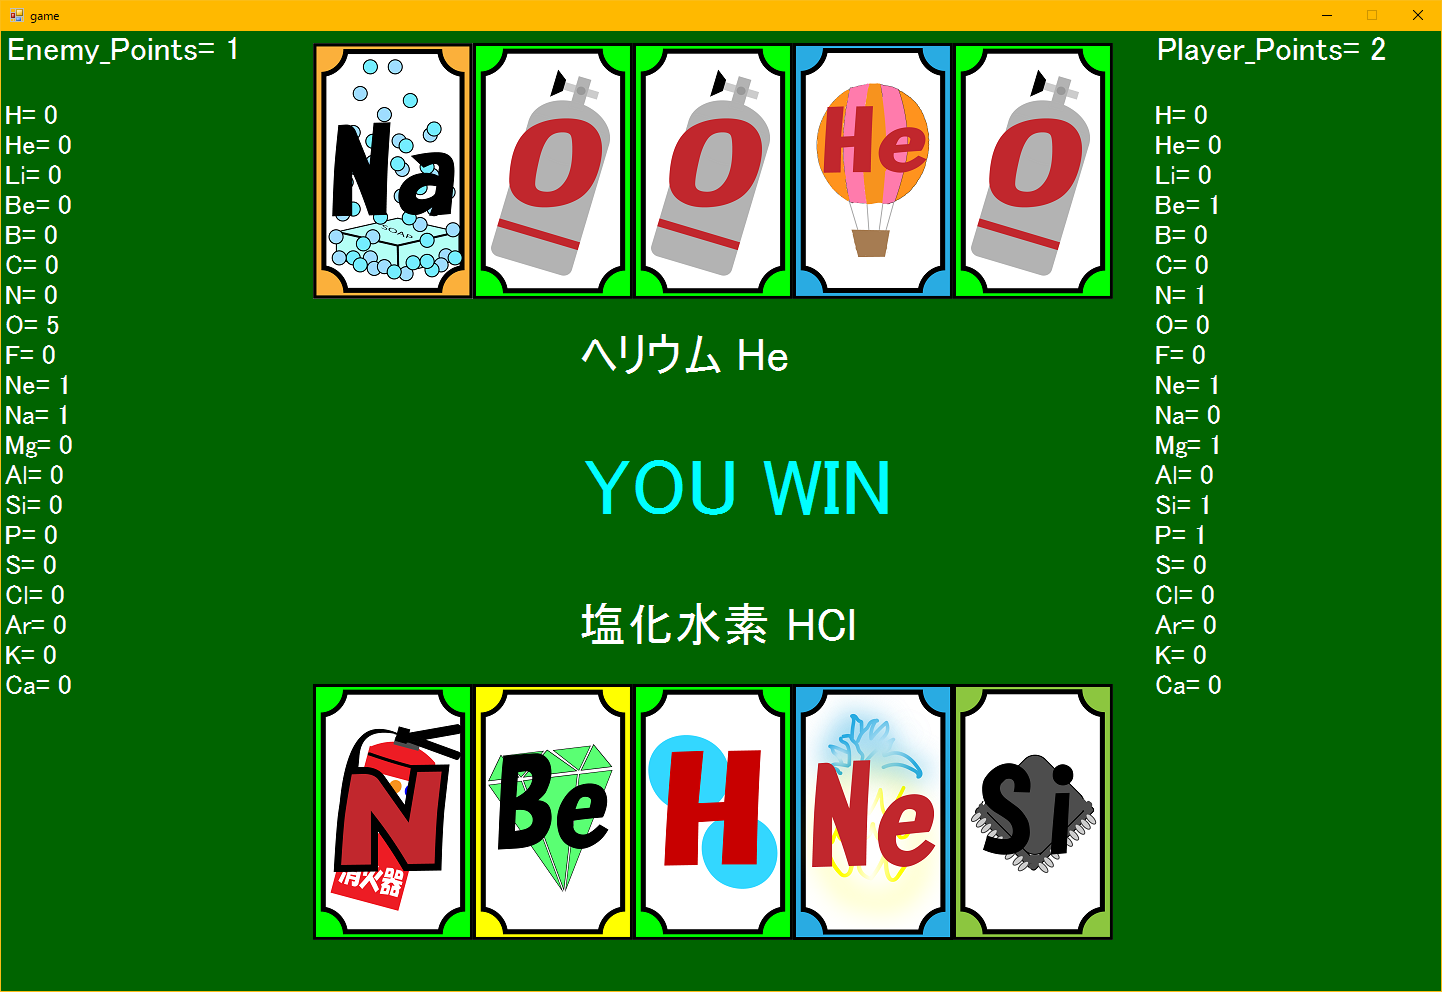 game
Enemy_Points= 1
H= 0
He= 0
Li= 0
Be= 0
B= 0
C= 0
N= 0
O= 5
F= 0
Ne= 1
Na= 1
Mg= 0
Al= 0
Si= 0
P= 0
S= 0
Cl= 0
Ar= 0
K= 0
Ca= 0
Na
SOAP
O
O
He
O
ヘリウム He
YOU WIN
塩化水素 HCl
N
消火器
Be
H
Ne
Si
Player_Points= 2
H= 0
He= 0
Li= 0
Be= 1
B= 0
C= 0
N= 1
O= 0
F= 0
Ne= 1
Na= 0
Mg= 1
Al= 0
Si= 1
P= 1
S= 0
Cl= 0
Ar= 0
K= 0
Ca= 0